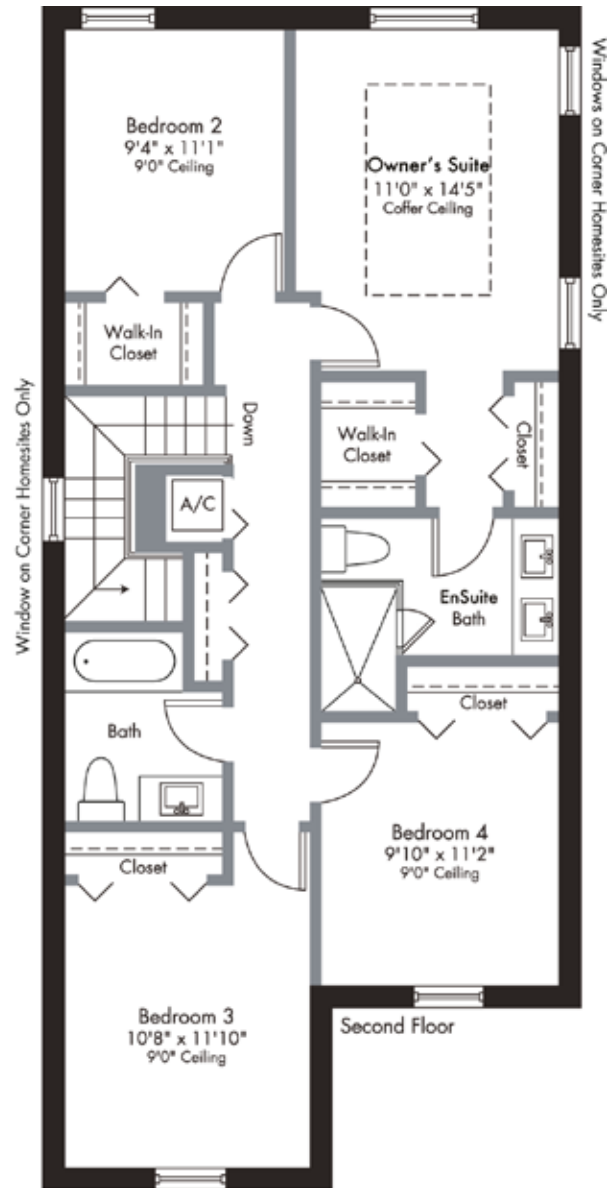 Bedroom 2
9'4" x 11'1"
9'0" Ceiling
Owner's Suite
11'0" x 14'5"
Coffer Ceiling
Windows on Corner Homesites Only
Walk-In
Closet
Down
Walk-In
Closet
Closet
Window on Corner Homesites Only
A/C
EnSuite
Bath
Bath
Closet
Bedroom 4
9'10" x 11'2"
9'0" Ceiling
Closet
Bedroom 3
10'8" x 11'10"
9'0" Ceiling
Second Floor